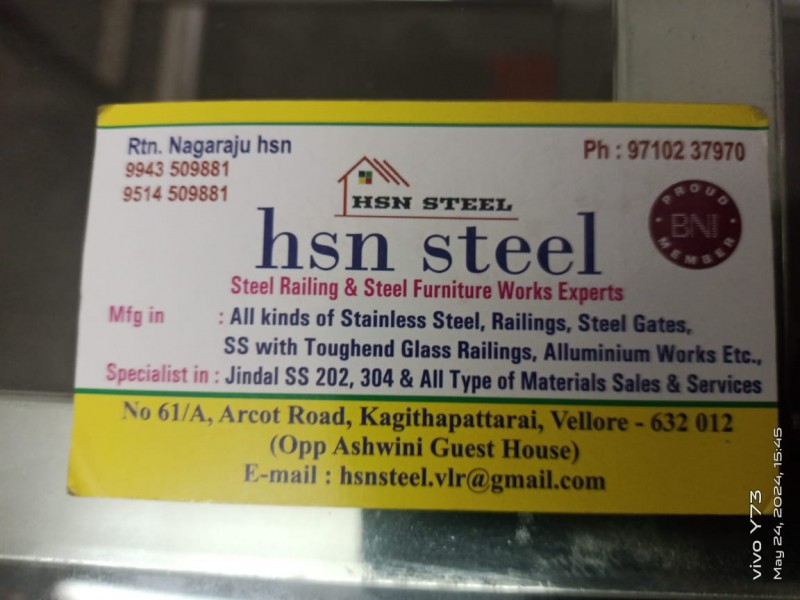 Rtn. Nagaraju hsn
9943 509881
9514 509881
Ph : 97102 37970
HSN STEEL
PROUD
BNI
MEMBER
hsn steel
Steel Railing & Steel Furniture Works Experts
Mfg in : All kinds of Stainless Steel, Railings, Steel Gates,
SS with Toughend Glass Railings, Alluminium Works Etc.,
Specialist in : Jindal SS 202, 304 & All Type of Materials Sales & Services
No 61/A, Arcot Road, Kagithapattarai, Vellore - 632 012
(Opp Ashwini Guest House)
E-mail : hsnsteel.vlr@gmail.com
vivo Y73
May 24, 2024, 15:45